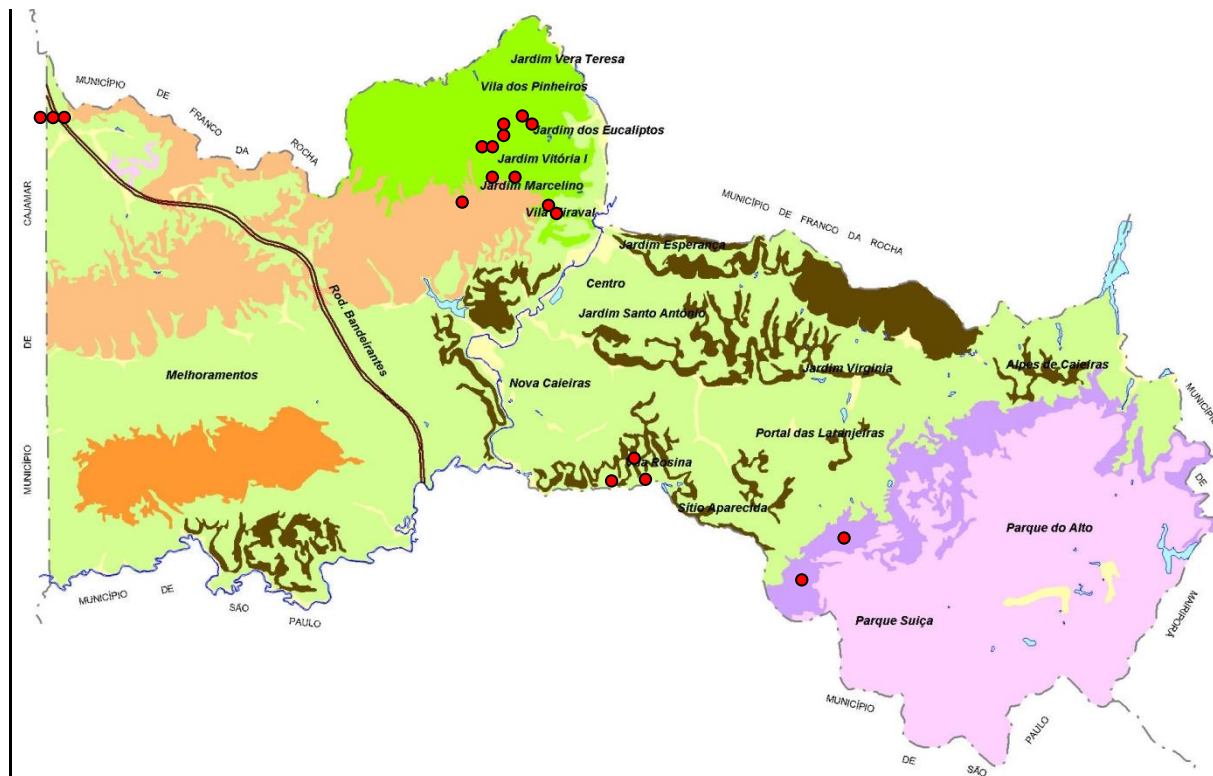 Jardim Vera Teresa
MUNICÍPIO DE FRANCO DA ROCHA
Vila dos Pinheiros
Jardim dos Eucaliptos
Jardim Vitória I
Jardim Marcelino
MUNICÍPIO DE CAJAMAR
Vila
MUNICÍPIO DE FRANCO DA ROCHA
Jardim Esperança
Centro
Rod. Bandeirantes
Jardim Santo Antonio
Melhoramentos
Nova Caieiras
Jardim Virginia
Alpes de Caieiras
Portal das Laranjeiras
Rosina
Sítio Aparecida
Parque do Alto
MUNICÍPIO DE MAIRIPORÃ
MUNICÍPIO DE SÃO PAULO
Parque Suiça
MUNICÍPIO DE SÃO PAULO